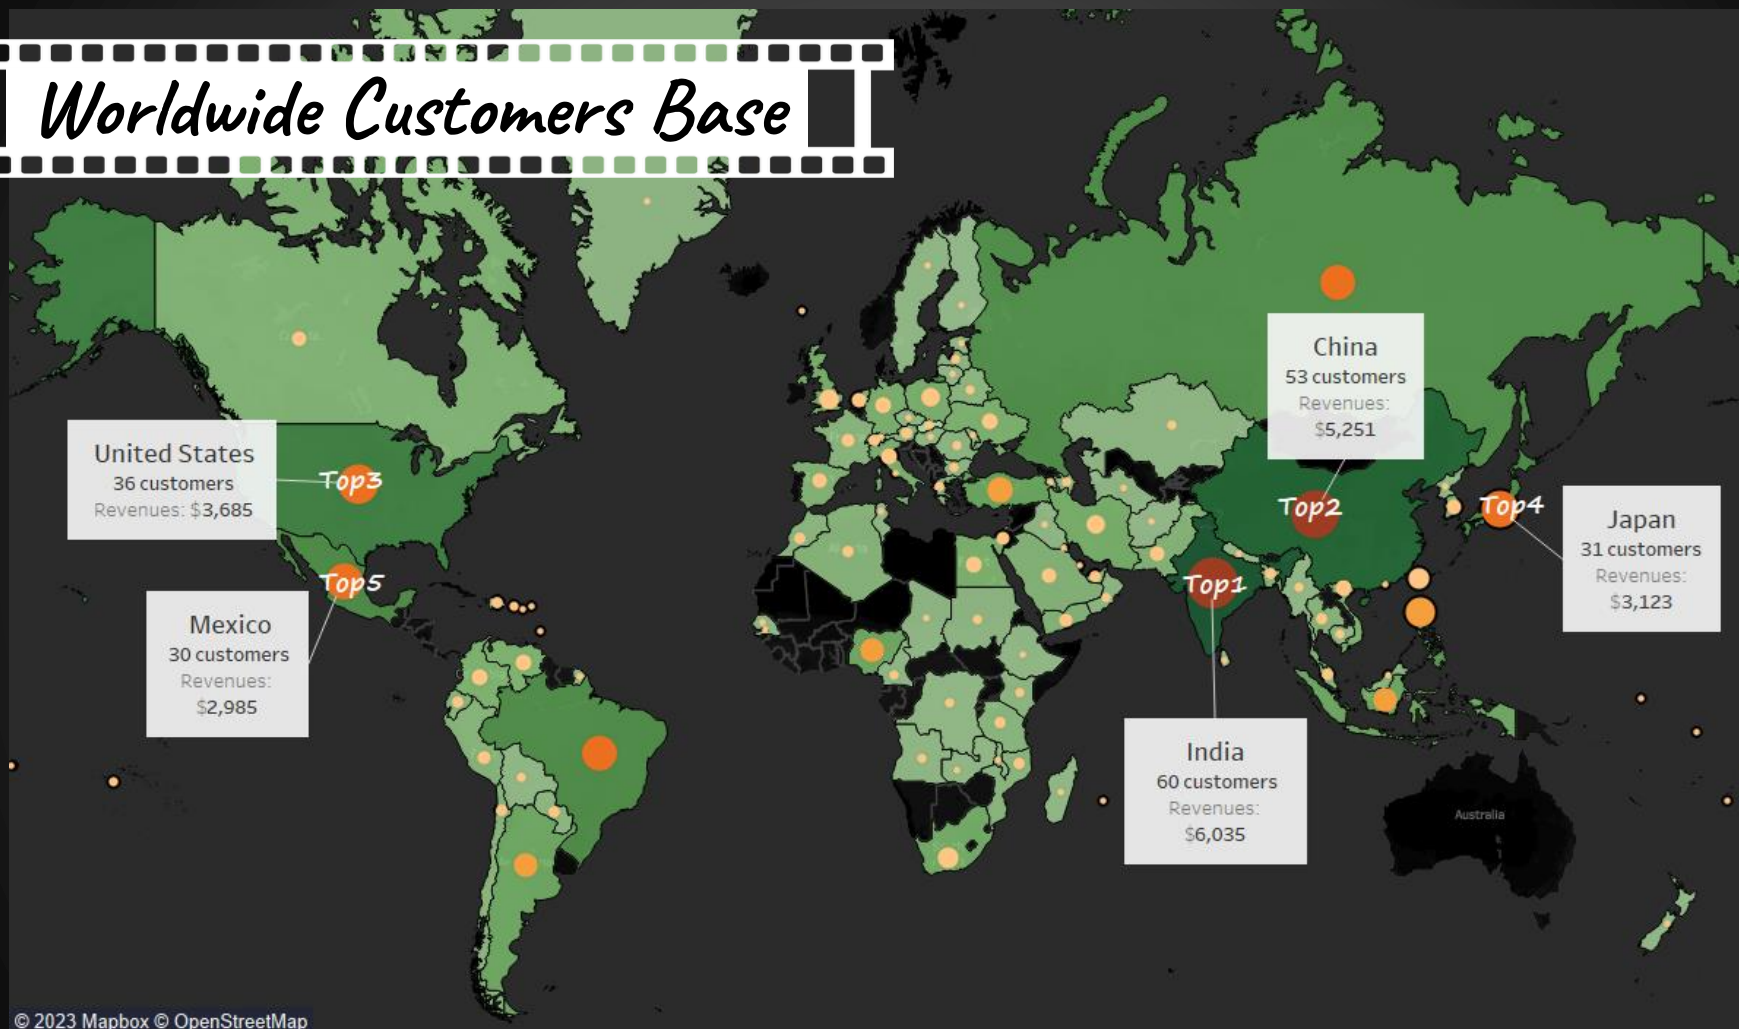 Worldwide Customers Base
China
53 customers
Revenues:
$5,251
United States
36 customers
Revenues: $3,685
Top3
Top2
Top4
Japan
31 customers
Revenues:
$3,123
Top5
Top1
Mexico
30 customers
Revenues:
$2,985
India
60 customers
Revenues:
$6,035
Australia
© 2023 Mapbox © OpenStreetMap